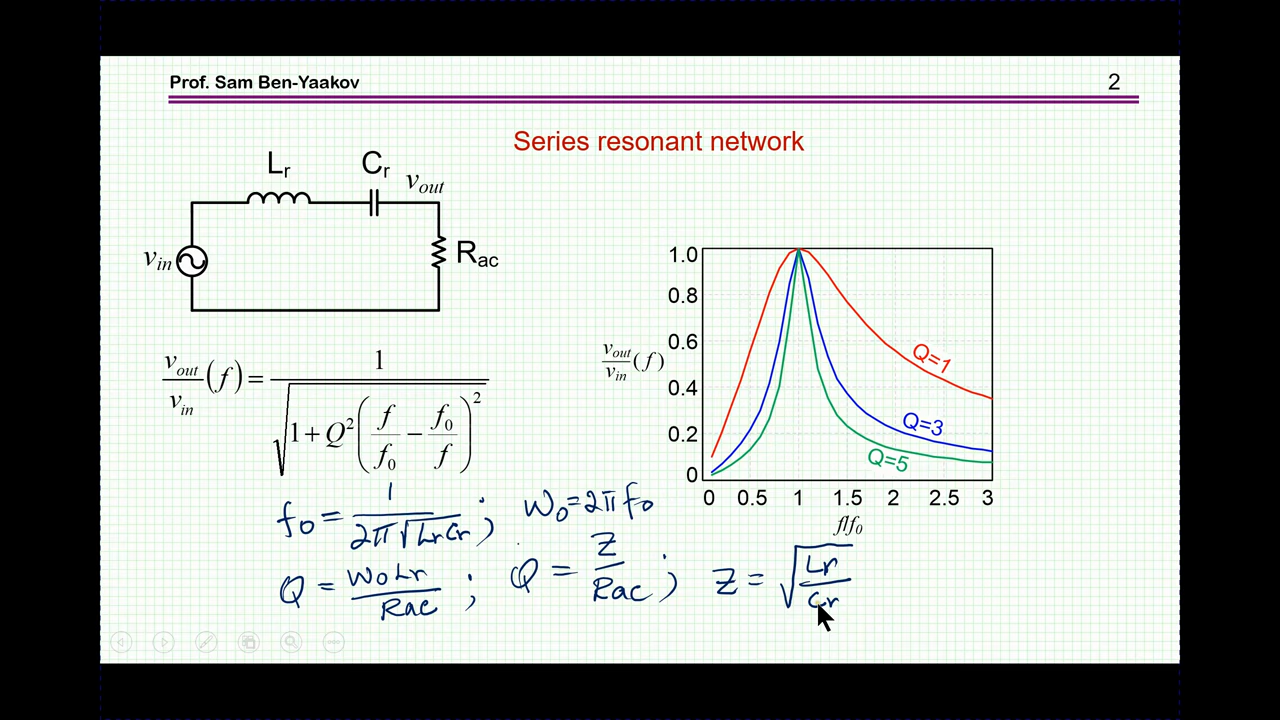 Prof. Sam Ben-Yaakov 2
Series resonant network
Lr Cr vout
vin Rac
vout/vin (f) = 1/√(1+Q²(f/f0 − f0/f)²)
vout/vin (f)
1.0
0.8
0.6
0.4
0.2
0
Q=1
Q=3
Q=5
0 0.5 1 1.5 2 2.5 3
f/f0
f0 = 1/(2π√(LrCr)) ; W0 = 2πf0
Q = W0Lr/Rac ; Q = Z/Rac ; Z = √(Lr/Cr)